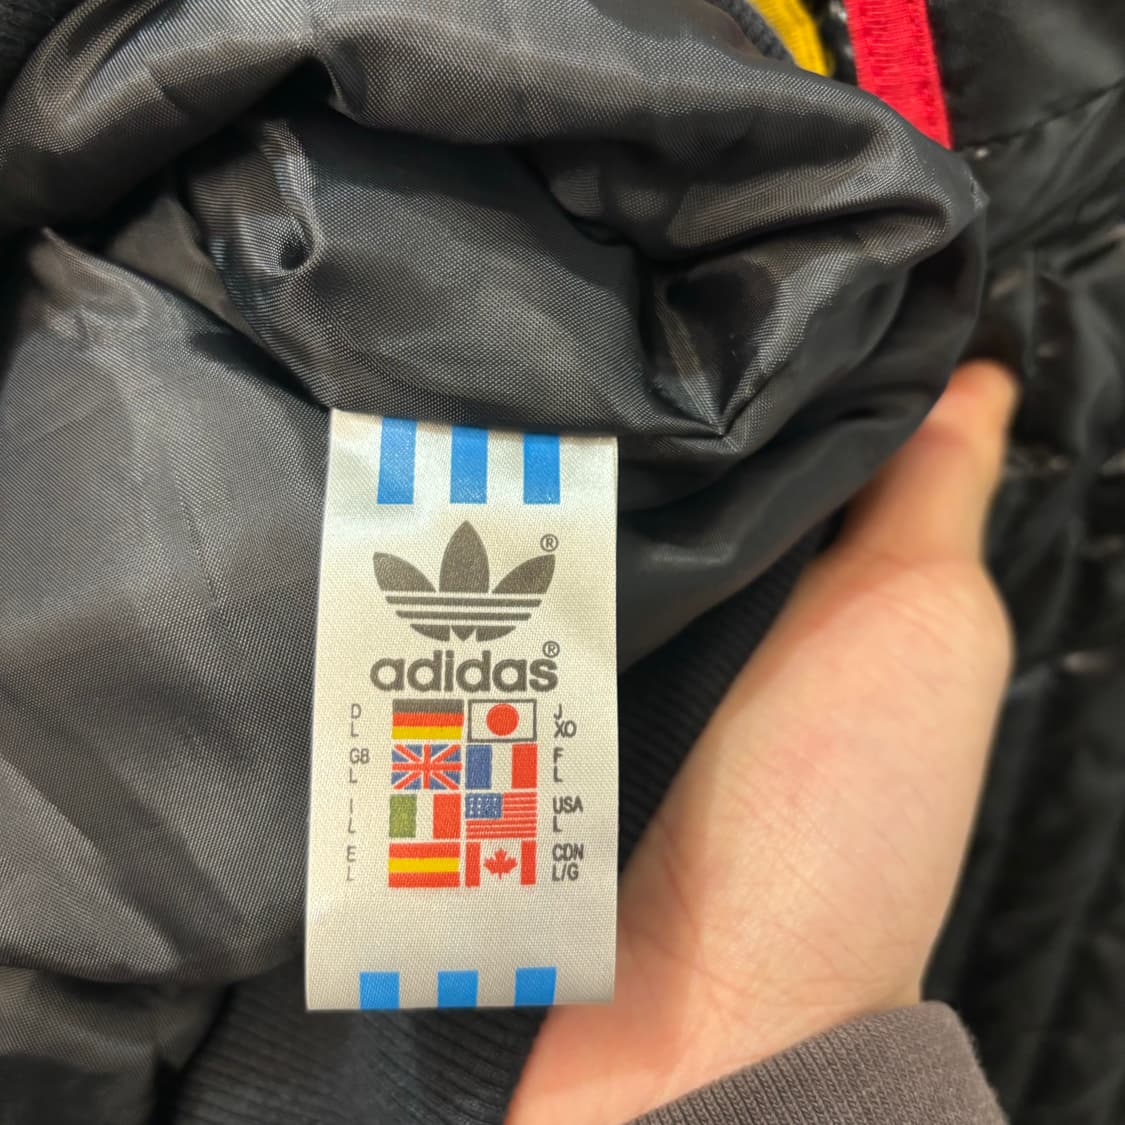 ®
adidas®
D J
L XO
GB F
L L
I USA
L L
E CDN
L L/G